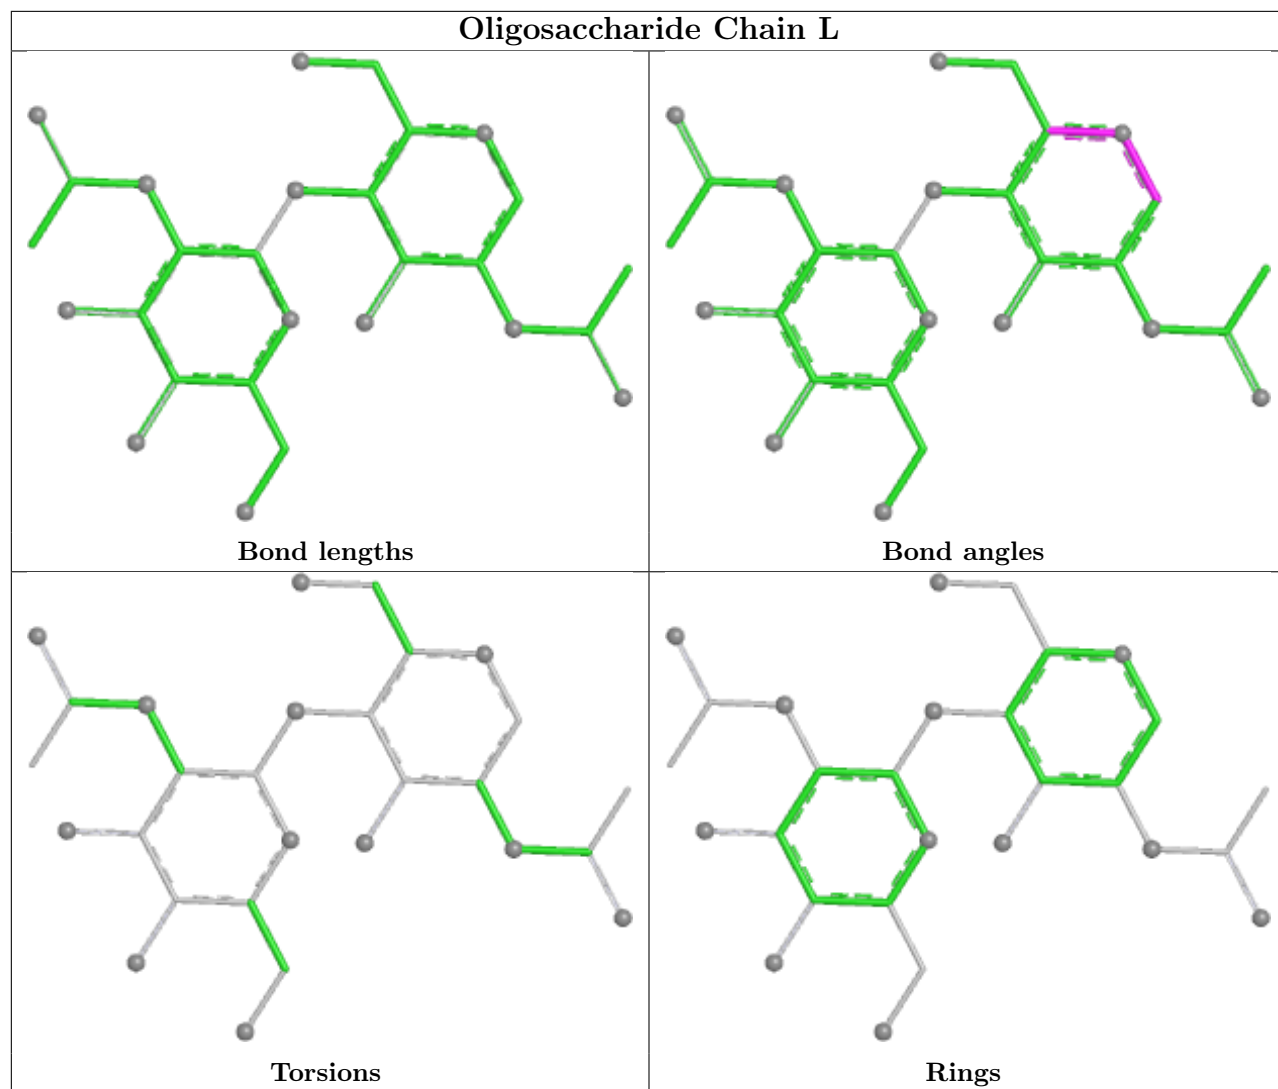 Oligosaccharide Chain L
Bond lengths
Bond angles
Torsions
Rings